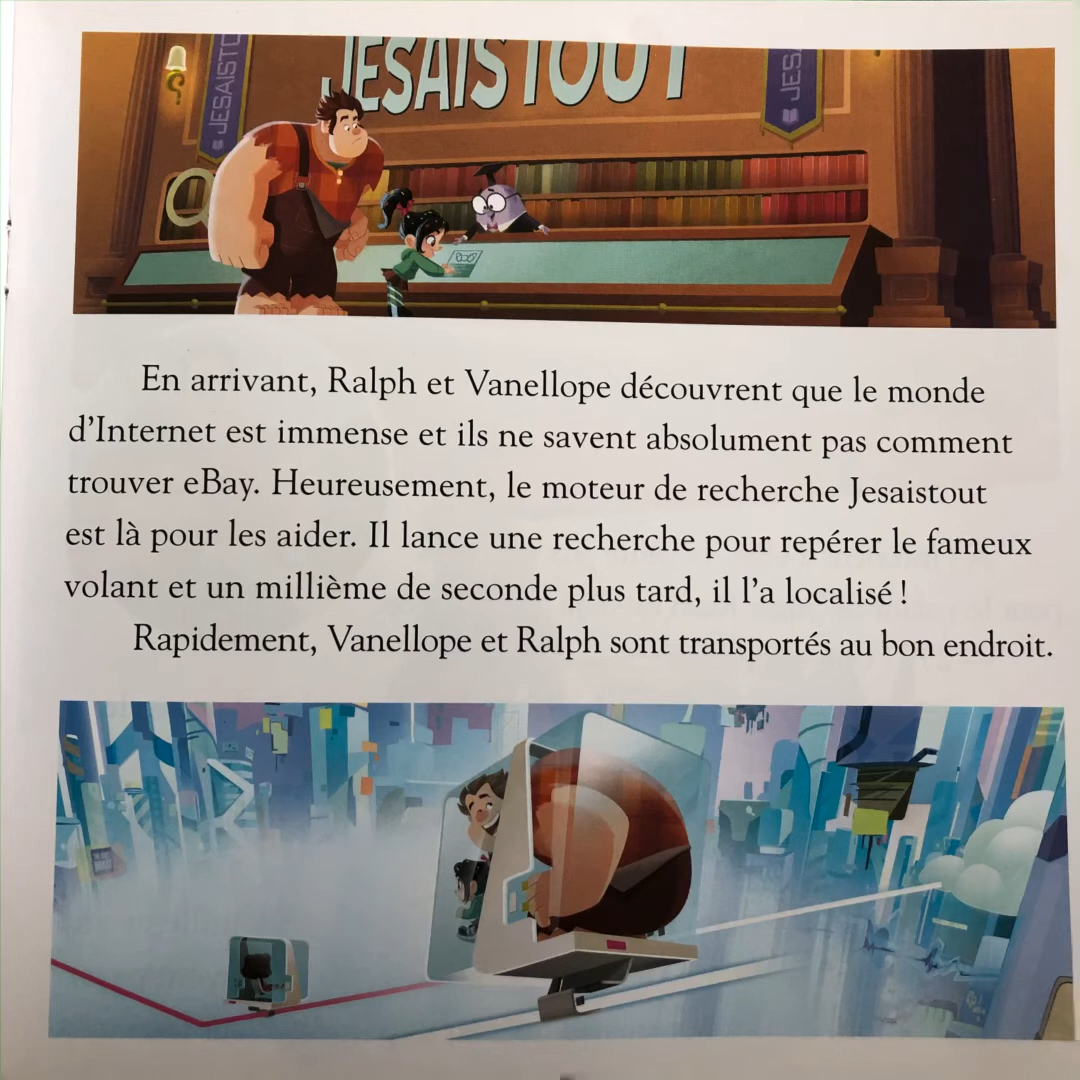 JESAISTO
JESAISTOUT
JES
En arrivant, Ralph et Vanellope découvrent que le monde
d'Internet est immense et ils ne savent absolument pas comment
trouver eBay. Heureusement, le moteur de recherche Jesaistout
est là pour les aider. Il lance une recherche pour repérer le fameux
volant et un millième de seconde plus tard, il l'a localisé !
Rapidement, Vanellope et Ralph sont transportés au bon endroit.